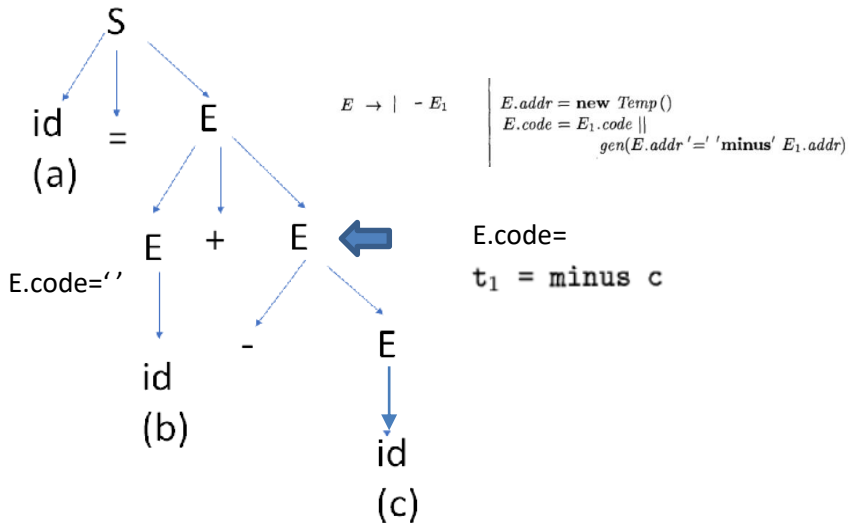 S
E → | - E₁
E.addr = new Temp()
E.code = E₁.code ||
gen(E.addr '=' 'minus' E₁.addr)
id = E
(a)
E + E
E.code=
E.code=‘ ’
t₁ = minus c
- E
id
(b)
id
(c)